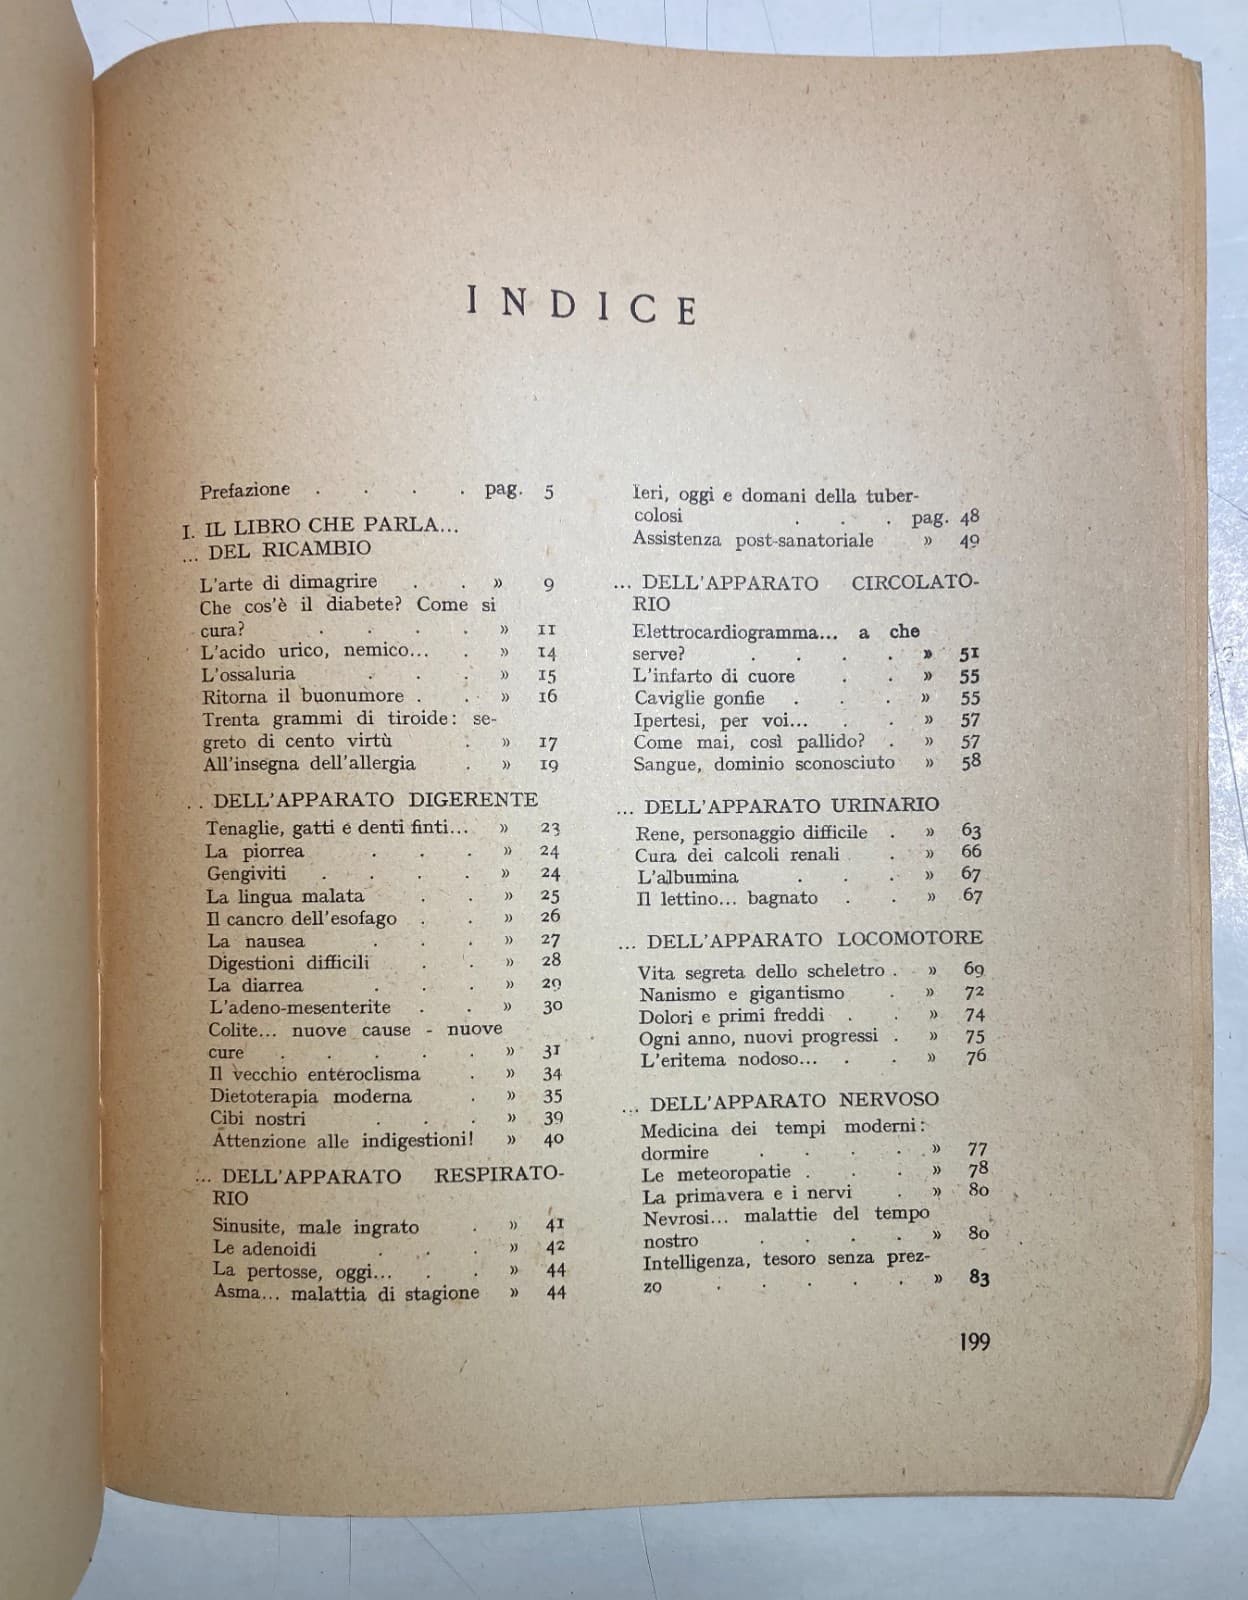 INDICE
Prefazione . . . . pag. 5
I. IL LIBRO CHE PARLA...
... DEL RICAMBIO
L'arte di dimagrire . . » 9
Che cos'è il diabete? Come si
cura? . . . . » 11
L'acido urico, nemico... . » 14
L'ossaluria . . . » 15
Ritorna il buonumore . . » 16
Trenta grammi di tiroide: se-
greto di cento virtù . » 17
All'insegna dell'allergia . » 19
.. DELL'APPARATO DIGERENTE
Tenaglie, gatti e denti finti... » 23
La piorrea . . . » 24
Gengiviti . . . . » 24
La lingua malata . . » 25
Il cancro dell'esofago . . » 26
La nausea . . . » 27
Digestioni difficili . . » 28
La diarrea . . . » 29
L'adeno-mesenterite . . » 30
Colite... nuove cause - nuove
cure . . . . . » 31
Il vecchio enteroclisma . » 34
Dietoterapia moderna . » 35
Cibi nostri . . . » 39
Attenzione alle indigestioni! » 40
... DELL'APPARATO RESPIRATO-
RIO
Sinusite, male ingrato . » 41
Le adenoidi . . . » 42
La pertosse, oggi... . . » 44
Asma... malattia di stagione » 44
Ieri, oggi e domani della tuber-
colosi . . . pag. 48
Assistenza post-sanatoriale » 49
... DELL'APPARATO CIRCOLATO-
RIO
Elettrocardiogramma... a che
serve? . . . . » 51
L'infarto di cuore . . » 55
Caviglie gonfie . . . » 55
Ipertesi, per voi... . . » 57
Come mai, così pallido? . » 57
Sangue, dominio sconosciuto » 58
... DELL'APPARATO URINARIO
Rene, personaggio difficile . » 63
Cura dei calcoli renali . » 66
L'albumina . . . » 67
Il lettino... bagnato . . » 67
... DELL'APPARATO LOCOMOTORE
Vita segreta dello scheletro . » 69
Nanismo e gigantismo . » 72
Dolori e primi freddi . . » 74
Ogni anno, nuovi progressi . » 75
L'eritema nodoso... . . » 76
... DELL'APPARATO NERVOSO
Medicina dei tempi moderni:
dormire . . . . » 77
Le meteoropatie . . . » 78
La primavera e i nervi . » 80
Nevrosi... malattie del tempo
nostro . . . . » 80
Intelligenza, tesoro senza prez-
zo . . . . . » 83
199